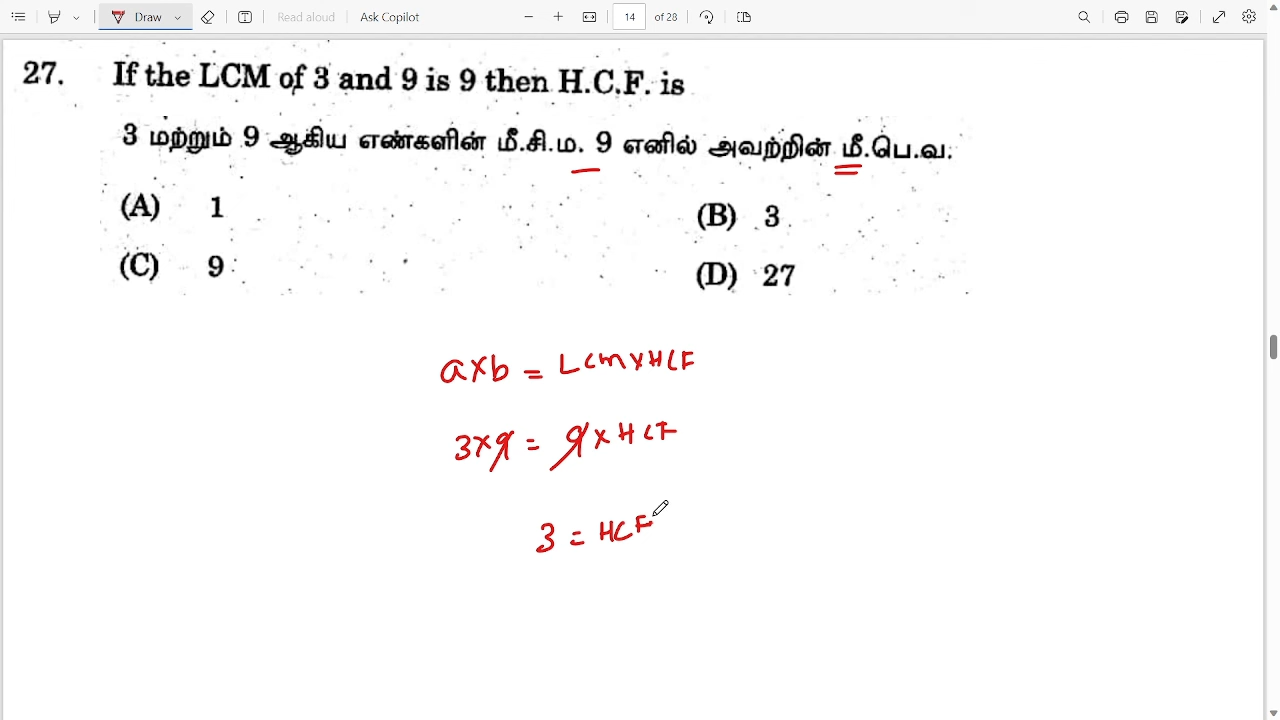 Draw
Read aloud
Ask Copilot
14
of 28
27. If the LCM of 3 and 9 is 9 then H.C.F. is
3 மற்றும் 9 ஆகிய எண்களின் மீ.சி.ம. 9 எனில் அவற்றின் மீ.பெ.வ.
(A) 1
(B) 3
(C) 9
(D) 27
a×b = LCM×HCF
3×9 = 9×HCF
3 = HCF